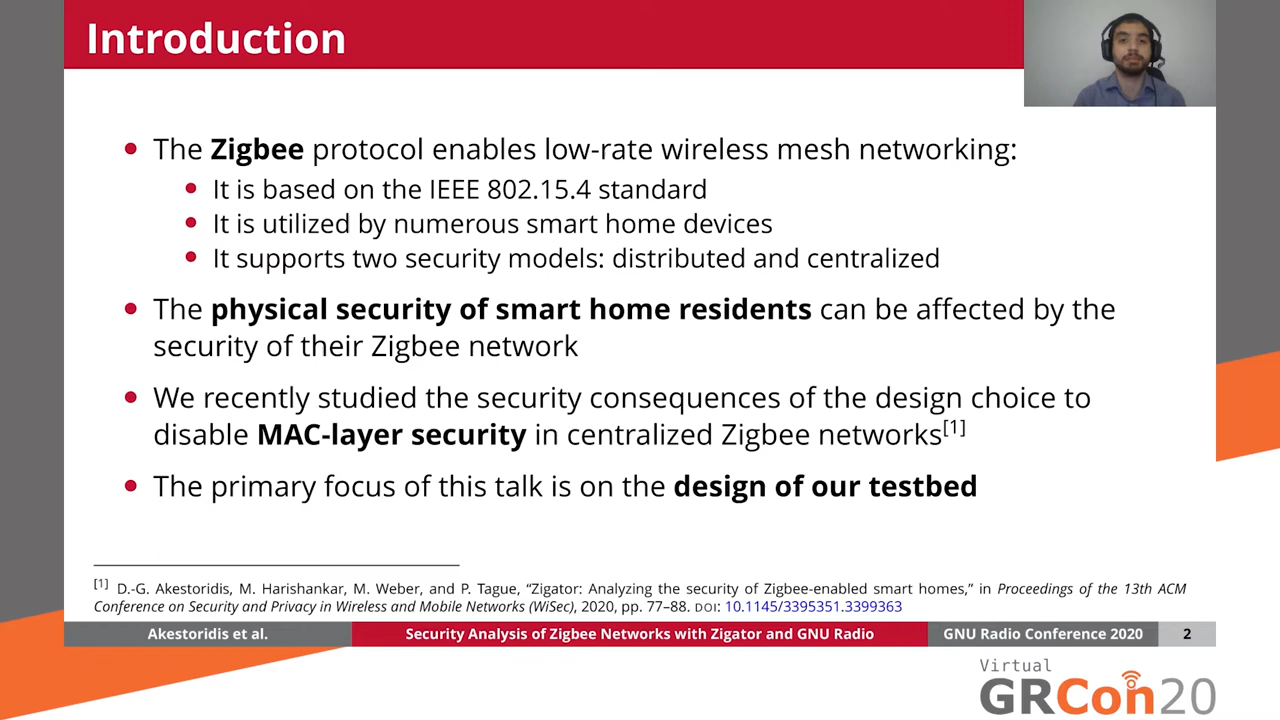 Introduction
The Zigbee protocol enables low-rate wireless mesh networking:
It is based on the IEEE 802.15.4 standard
It is utilized by numerous smart home devices
It supports two security models: distributed and centralized
The physical security of smart home residents can be affected by the
security of their Zigbee network
We recently studied the security consequences of the design choice to
disable MAC-layer security in centralized Zigbee networks[1]
The primary focus of this talk is on the design of our testbed
[1] D.-G. Akestoridis, M. Harishankar, M. Weber, and P. Tague, “Zigator: Analyzing the security of Zigbee-enabled smart homes,” in Proceedings of the 13th ACM
Conference on Security and Privacy in Wireless and Mobile Networks (WiSec), 2020, pp. 77–88. DOI: 10.1145/3395351.3399363
Akestoridis et al. Security Analysis of Zigbee Networks with Zigator and GNU Radio GNU Radio Conference 2020 2
Virtual
GRCon20